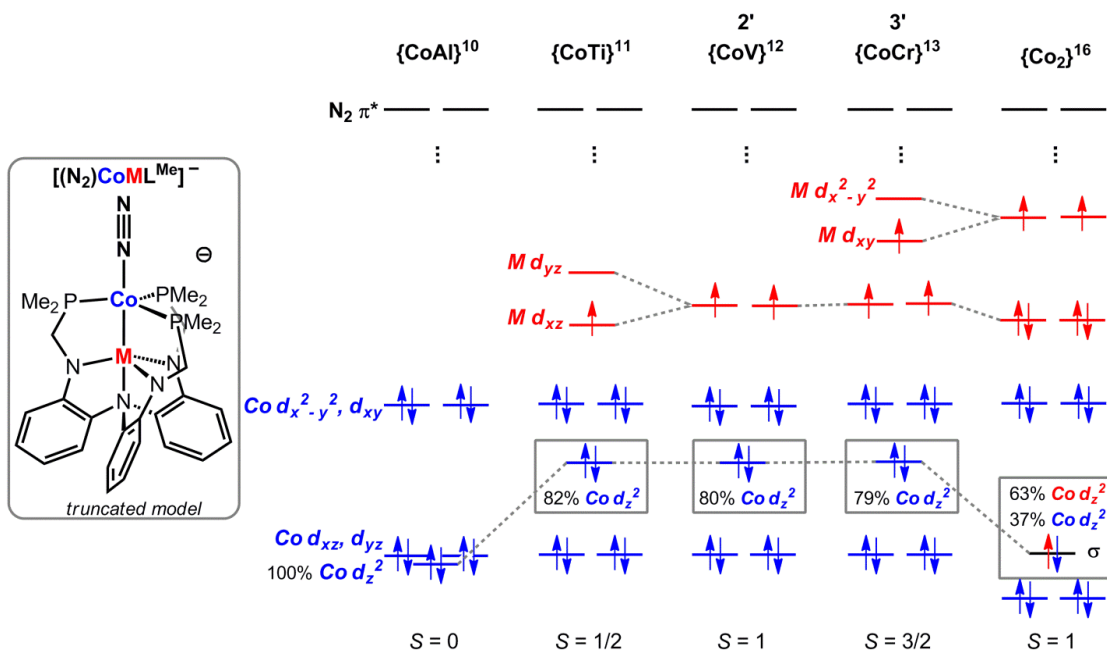 2' 3'
{CoAl}¹⁰ {CoTi}¹¹ {CoV}¹² {CoCr}¹³ {Co₂}¹⁶
N₂ π*
⋮ ⋮ ⋮ ⋮ ⋮
[(N₂)CoMLᴹᵉ]⁻
N
N
⊖
Me₂P Co PMe₂
PMe₂
N M N
N
N
truncated model
M dx²-y²
M dxy
M dyz
M dxz
Co dx²-y², dxy
82% Co dz² 80% Co dz² 79% Co dz² 63% Co dz²
37% Co dz²
Co dxz, dyz
100% Co dz²
σ
S = 0 S = 1/2 S = 1 S = 3/2 S = 1